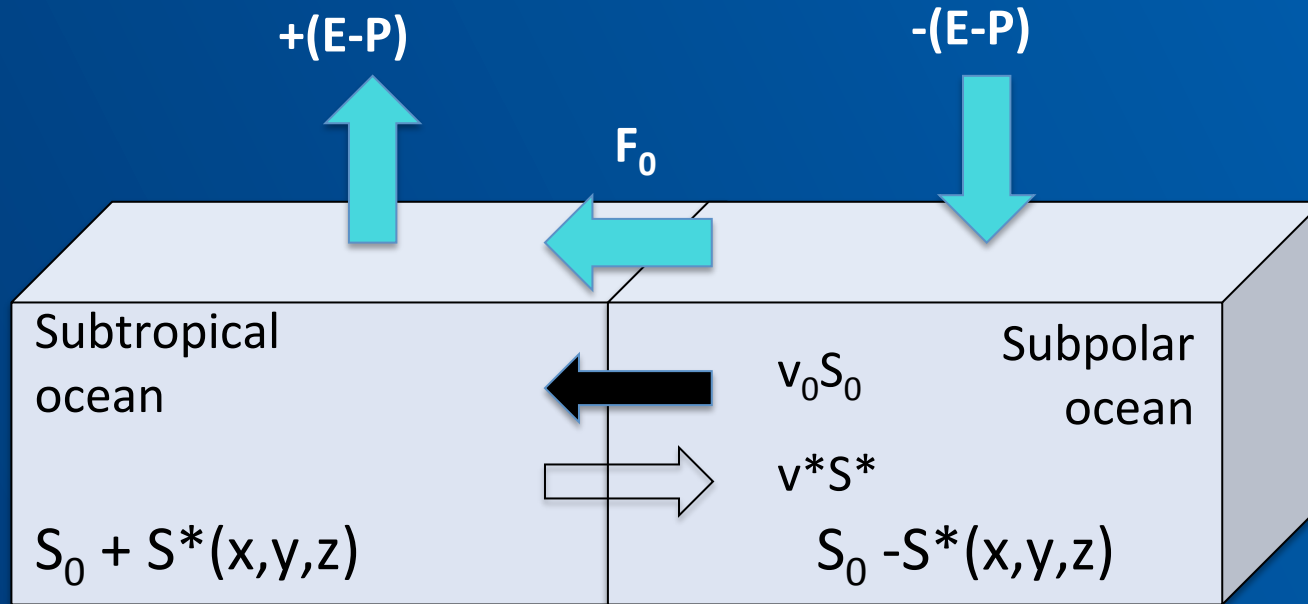 +(E-P)
-(E-P)
F₀
Subtropical
ocean
v₀S₀
v*S*
Subpolar
ocean
S₀ + S*(x,y,z)
S₀ -S*(x,y,z)